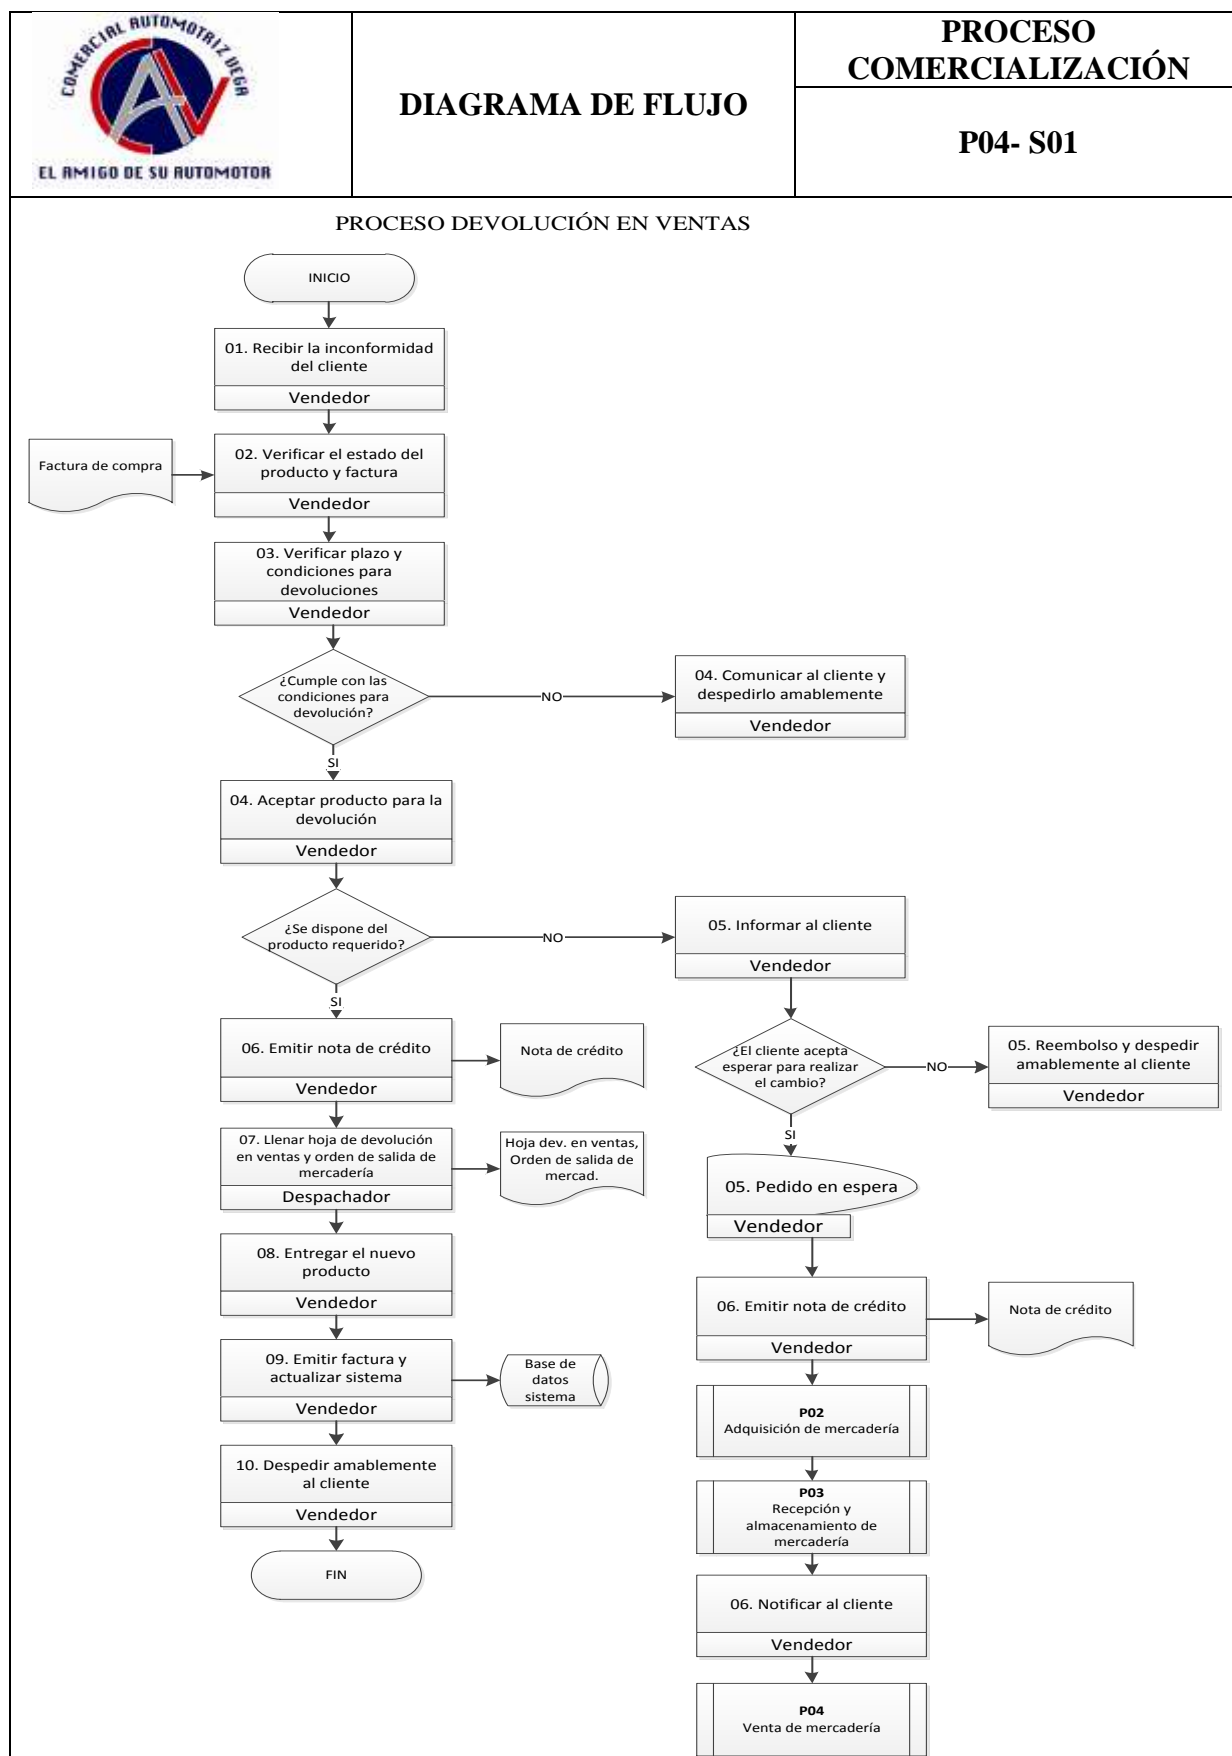 COMERCIAL AUTOMOTRIZ VEGA
EL AMIGO DE SU AUTOMOTOR
DIAGRAMA DE FLUJO
PROCESO
COMERCIALIZACIÓN
P04- S01
PROCESO DEVOLUCIÓN EN VENTAS
INICIO
01. Recibir la inconformidad
del cliente
Vendedor
Factura de compra
02. Verificar el estado del
producto y factura
Vendedor
03. Verificar plazo y
condiciones para
devoluciones
Vendedor
¿Cumple con las
condiciones para
devolución?
NO
04. Comunicar al cliente y
despedirlo amablemente
Vendedor
SI
04. Aceptar producto para la
devolución
Vendedor
¿Se dispone del
producto requerido?
NO
05. Informar al cliente
Vendedor
SI
06. Emitir nota de crédito
Vendedor
Nota de crédito
¿El cliente acepta
esperar para realizar
el cambio?
NO
05. Reembolso y despedir
amablemente al cliente
Vendedor
SI
07. Llenar hoja de devolución
en ventas y orden de salida de
mercadería
Despachador
Hoja dev. en ventas,
Orden de salida de
mercad.
05. Pedido en espera
Vendedor
08. Entregar el nuevo
producto
Vendedor
06. Emitir nota de crédito
Vendedor
Nota de crédito
09. Emitir factura y
actualizar sistema
Vendedor
Base de
datos
sistema
P02
Adquisición de mercadería
10. Despedir amablemente
al cliente
Vendedor
P03
Recepción y
almacenamiento de
mercadería
FIN
06. Notificar al cliente
Vendedor
P04
Venta de mercadería